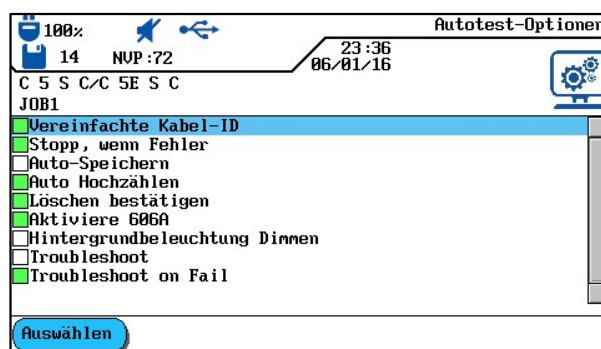 100%
Autotest-Optionen
14 NVP:72
23:36
06/01/16
C 5 S C/C 5E S C
JOB1
Vereinfachte Kabel-ID
Stopp, wenn Fehler
Auto-Speichern
Auto Hochzählen
Löschen bestätigen
Aktiviere 606A
Hintergrundbeleuchtung Dimmen
Troubleshoot
Troubleshoot on Fail
Auswählen